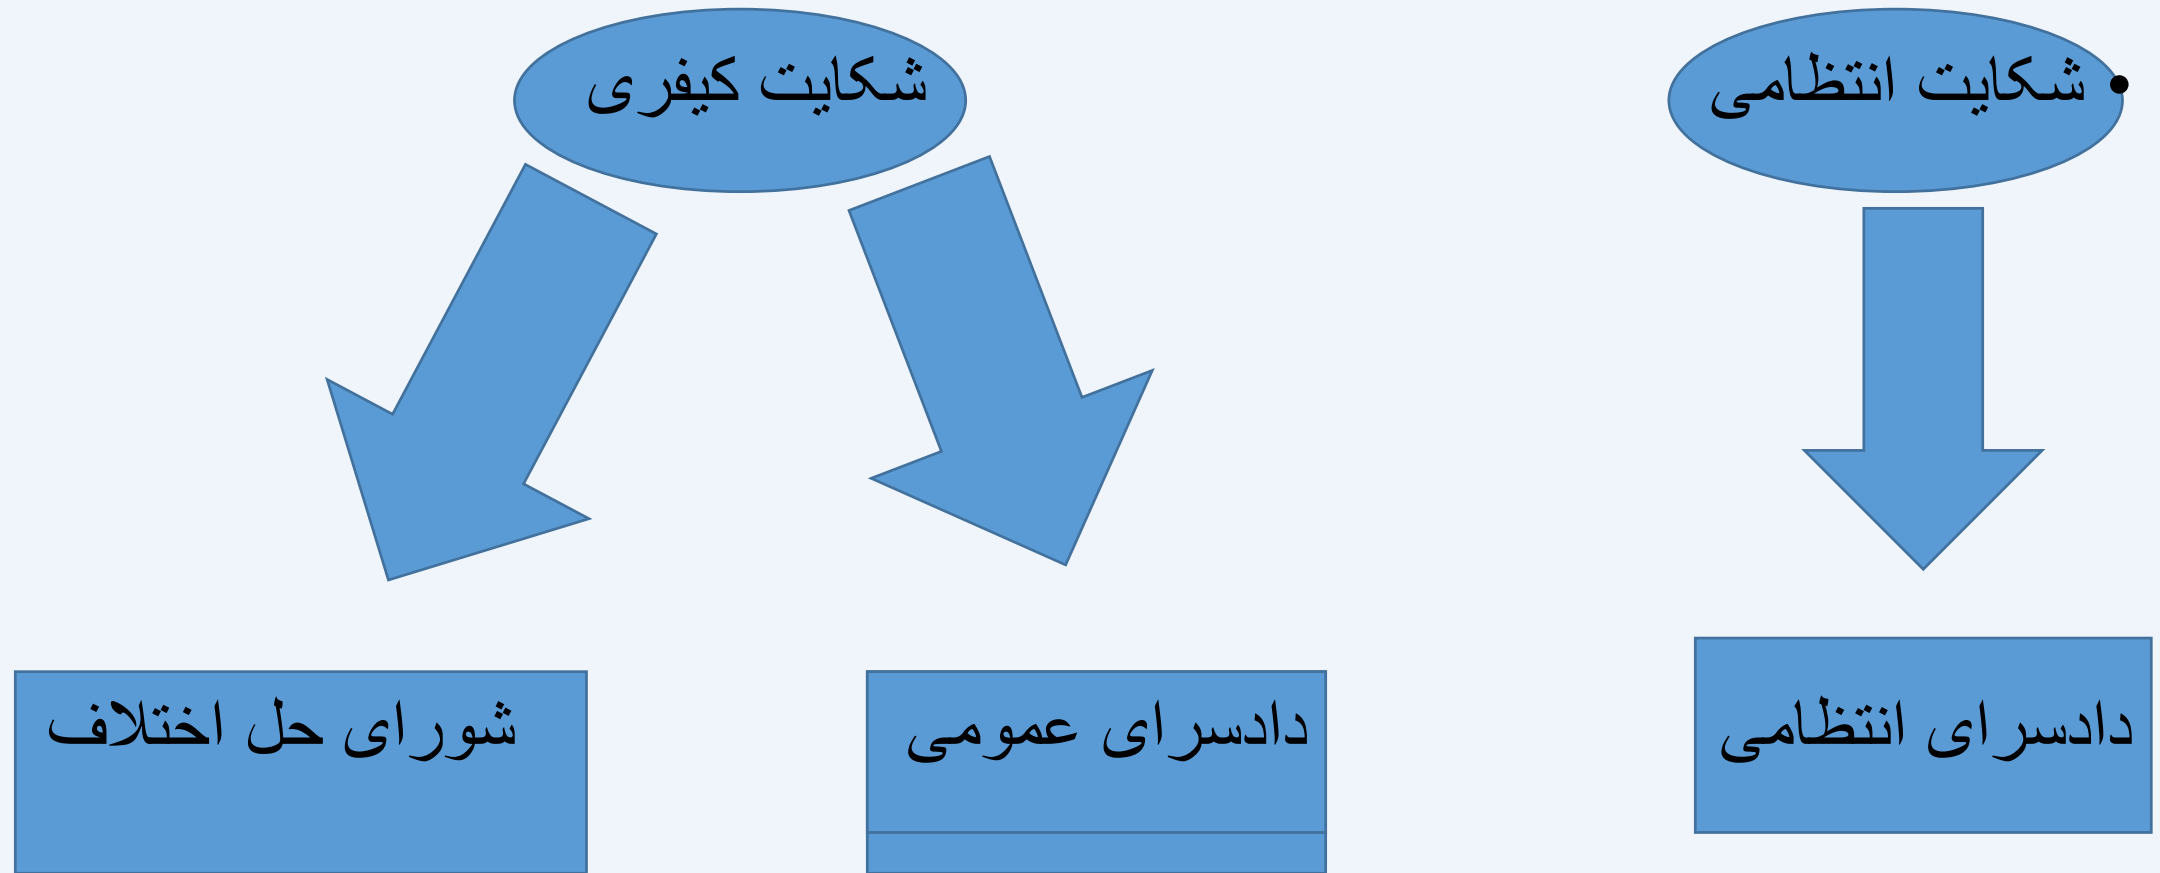 • شکایت انتظامی
شکایت کیفری
دادسرای انتظامی
دادسرای عمومی
شورای حل اختلاف